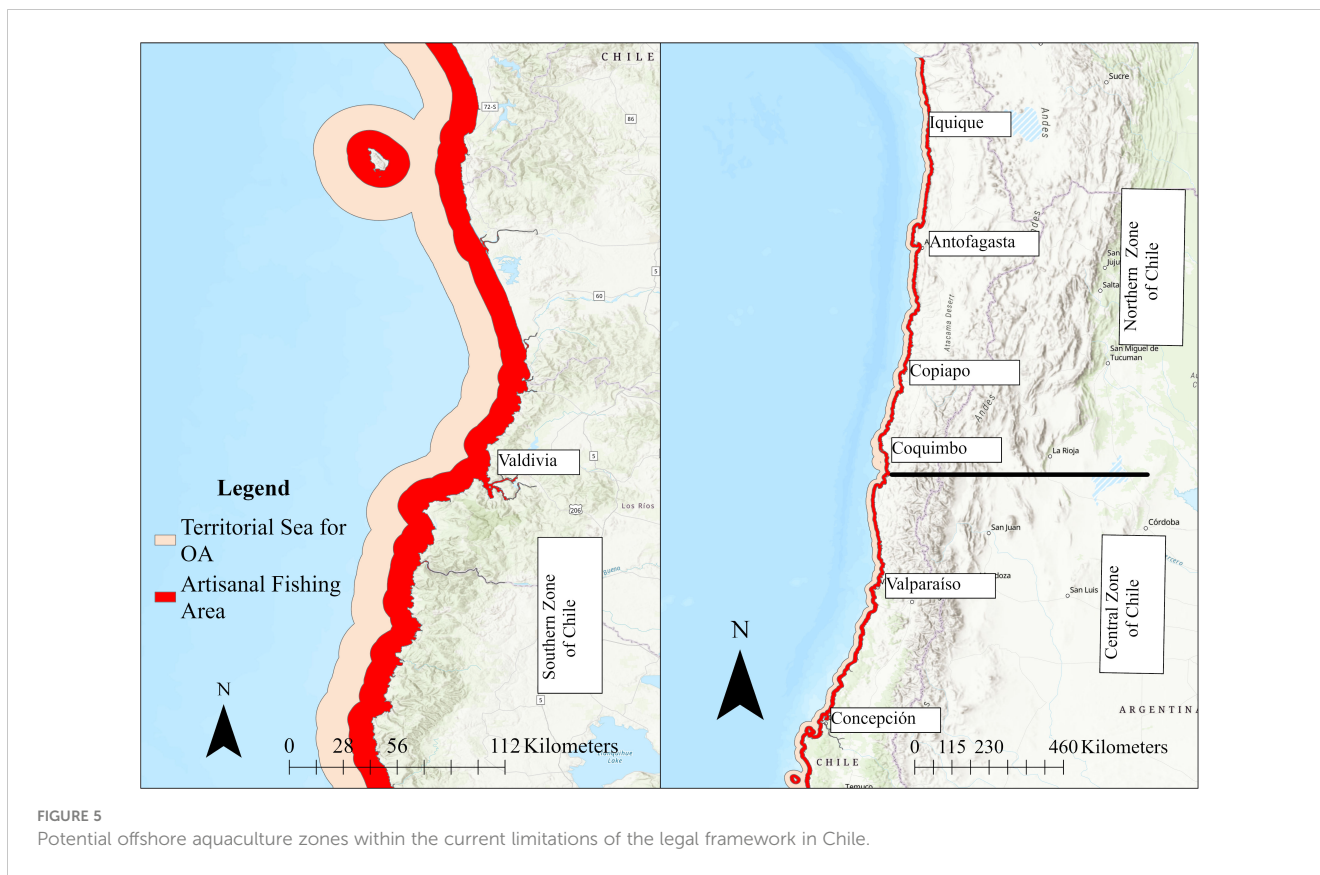 CHILE
72-S
86
5
60
Valdivia
5
Los Ríos
206
Bueno
Southern Zone
of Chile
5
Lake
Legend
Territorial Sea for
OA
Artisanal Fishing
Area
N
0 28 56 112 Kilometers
Sucre
Iquique
Andes
Antofagasta
Northern Zone
of Chile
Salta
Atacama Desert
San Miguel de
Tucuman
Copiapo
Andes
Coquimbo
La Rioja
San Juan
Córdoba
Valparaíso
doza
San Luis
Central Zone
of Chile
N
Concepción
ARGENTINA
0 115 230 460 Kilometers
CHILE
Temuco
FIGURE 5
Potential offshore aquaculture zones within the current limitations of the legal framework in Chile.